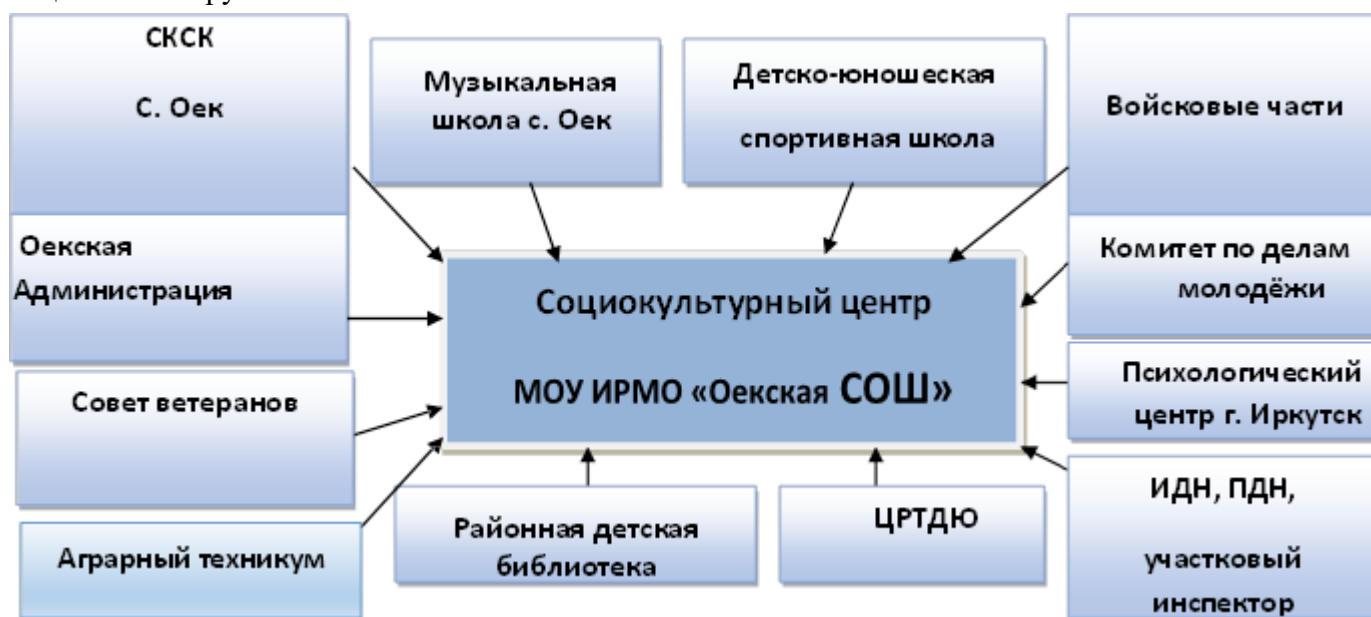 СКСК
С. Оек
Музыкальная
школа с. Оек
Детско-юношеская
спортивная школа
Войсковые части
Оекская
Администрация
Комитет по делам
молодёжи
Социокультурный центр
МОУ ИРМО «Оекская СОШ»
Совет ветеранов
Психологический
центр г. Иркутск
Аграрный техникум
Районная детская
библиотека
ЦРТДЮ
ИДН, ПДН,
участковый
инспектор